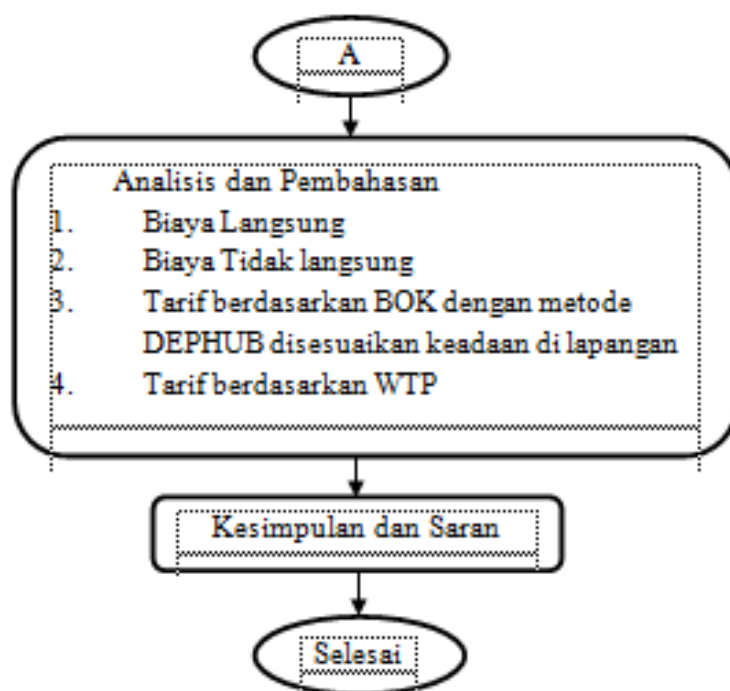 A
Analisis dan Pembahasan
1. Biaya Langsung
2. Biaya Tidak langsung
3. Tarif berdasarkan BOK dengan metode
DEPHUB disesuaikan keadaan di lapangan
4. Tarif berdasarkan WTP
Kesimpulan dan Saran
Selesai